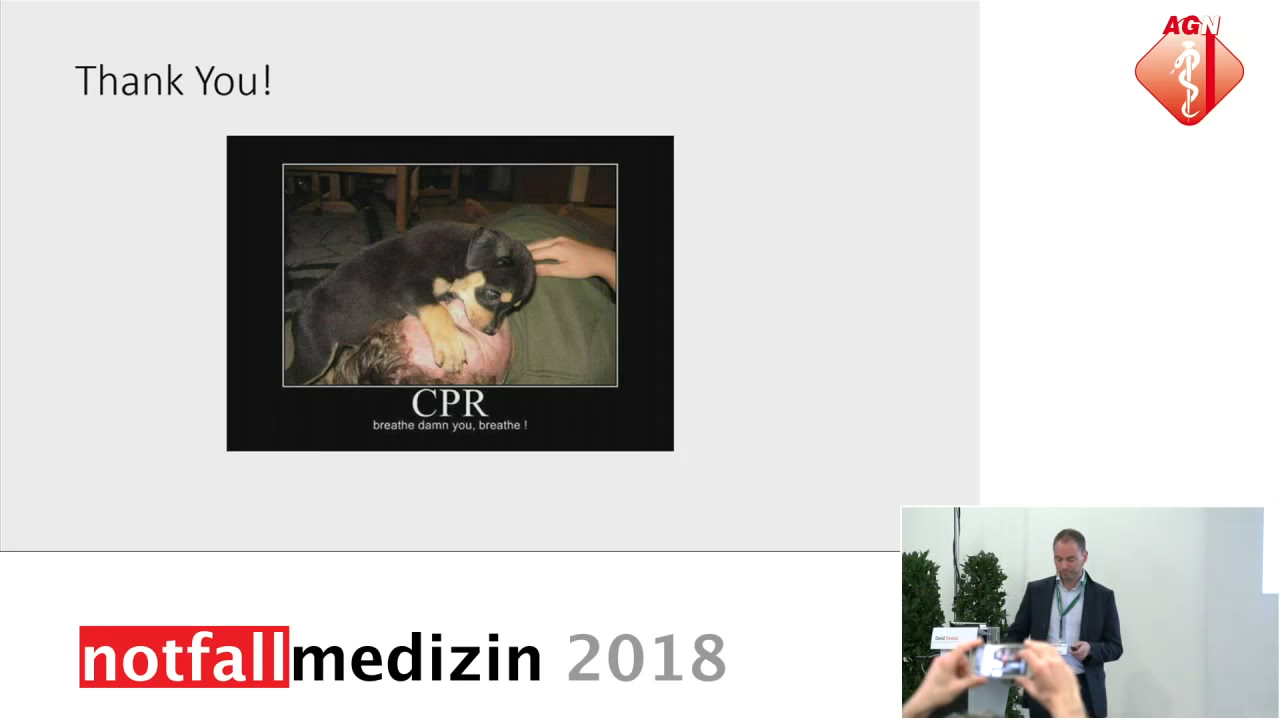 Thank You!
CPR
breathe damn you, breathe !
AGN
notfallmedizin 2018